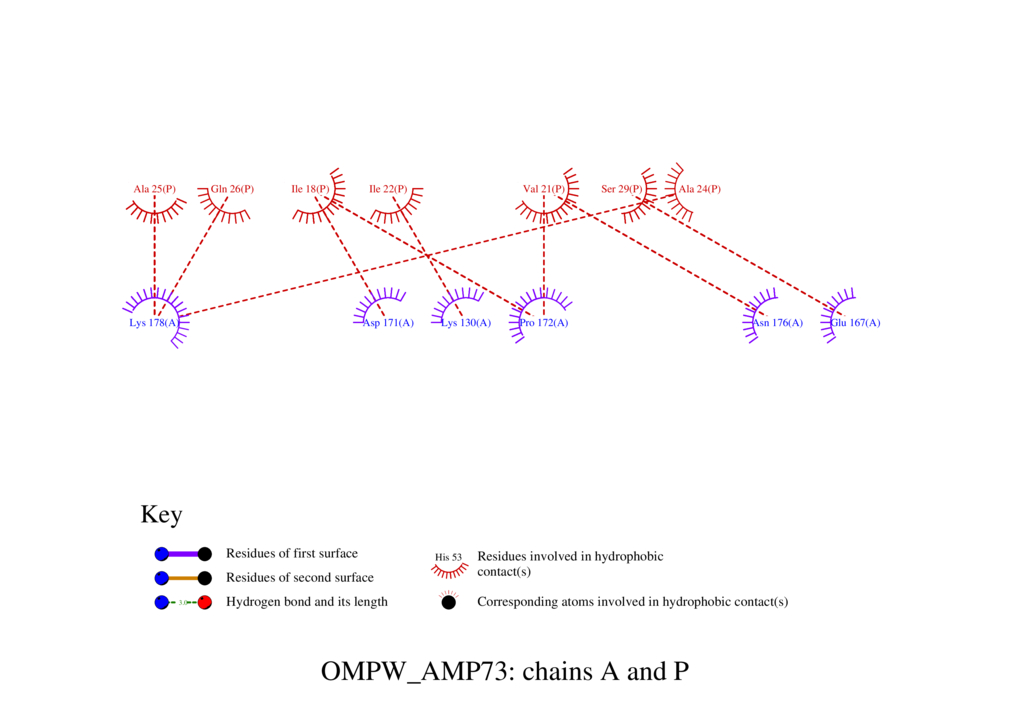 Ala 25(P) Gln 26(P) Ile 18(P) Ile 22(P) Val 21(P) Ser 29(P) Ala 24(P)
Lys 178(A) Asp 171(A) Lys 130(A) Pro 172(A) Asn 176(A) Glu 167(A)
Key
Residues of first surface
Residues of second surface
3.0
Hydrogen bond and its length
His 53
Residues involved in hydrophobic
contact(s)
Corresponding atoms involved in hydrophobic contact(s)
OMPW_AMP73: chains A and P